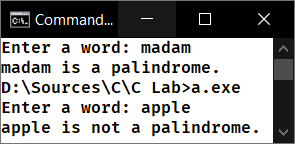 Command...
Enter a word: madam
madam is a palindrome.
D:\Sources\C\C Lab>a.exe
Enter a word: apple
apple is not a palindrome.